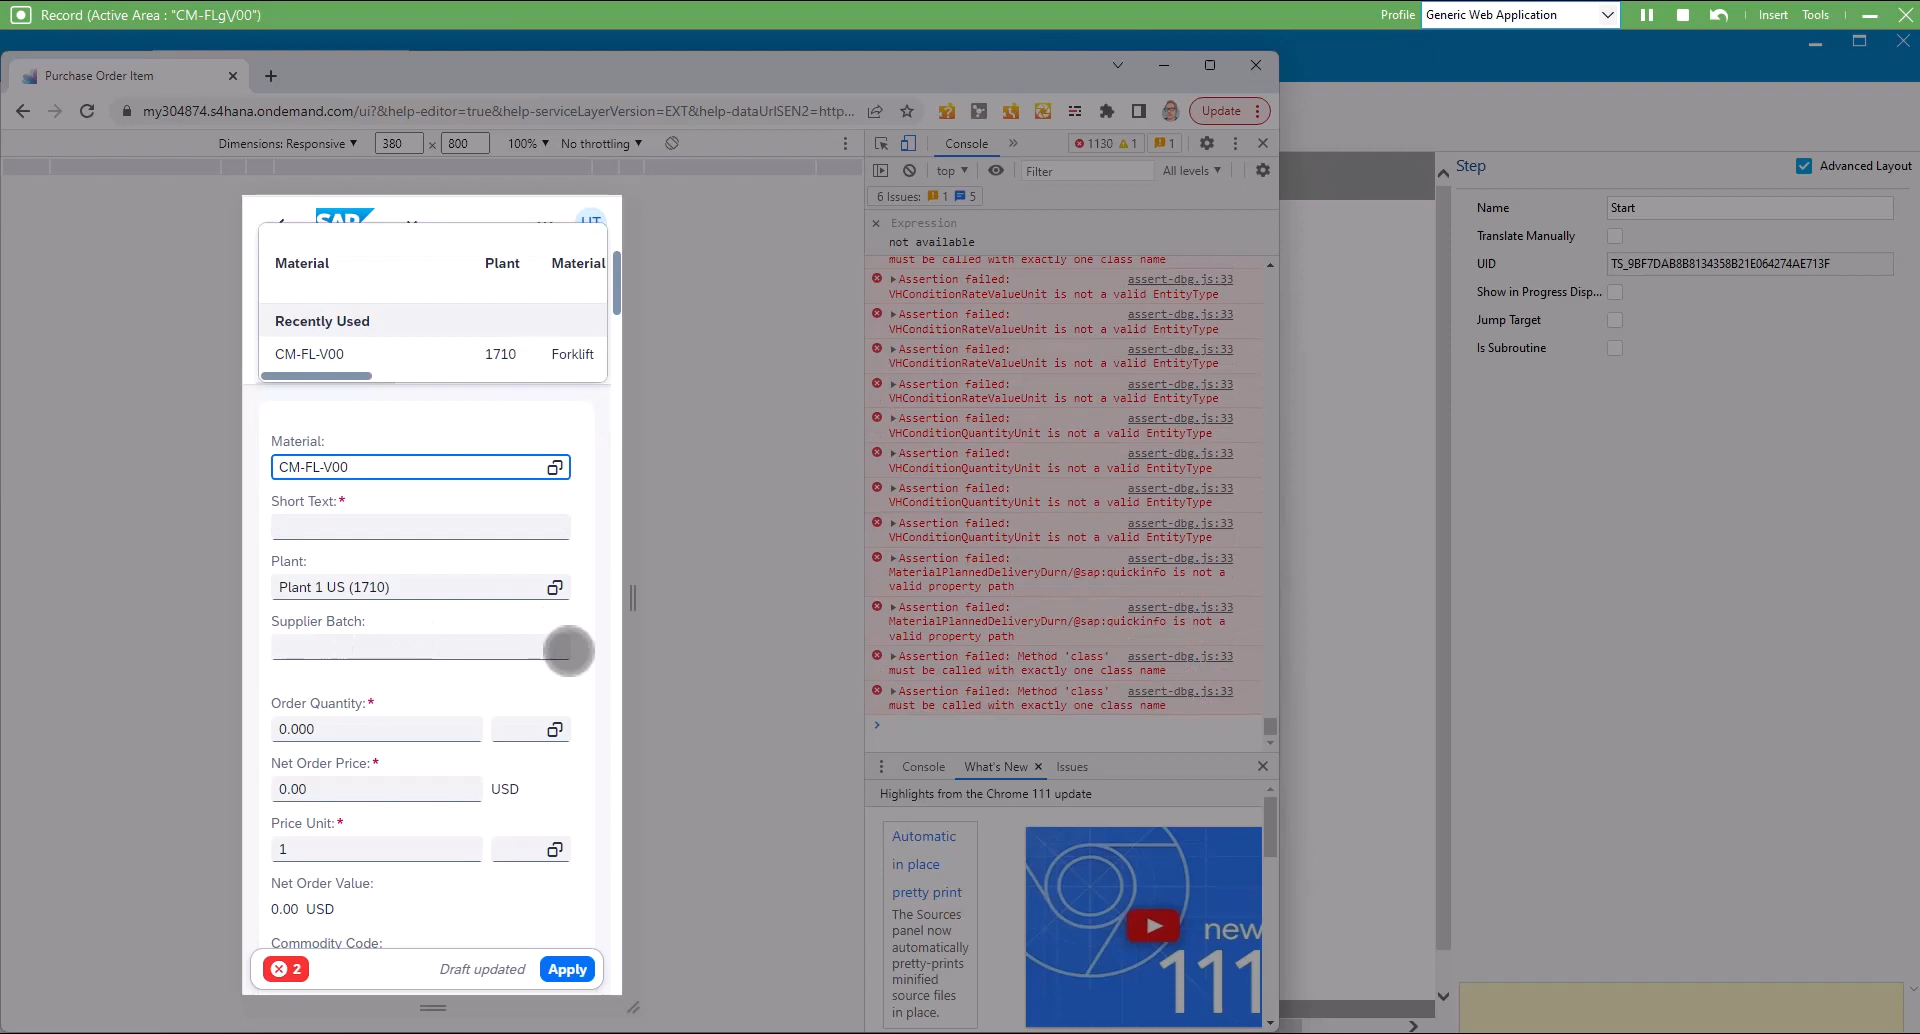 Record (Active Area : "CM-FLg\/00")
Profile Generic Web Application Insert Tools
Purchase Order Item
my304874.s4hana.ondemand.com/ui?&help-editor=true&help-serviceLayerVersion=EXT&help-dataUrlSEN2=http... Update
Dimensions: Responsive 380 × 800 100% No throttling
Console 1130 1 1
top Filter All levels
6 Issues: 1 5
Expression
not available
must be called with exactly one class name
Assertion failed: assert-dbg.js:33
VHConditionRateValueUnit is not a valid EntityType
Assertion failed: assert-dbg.js:33
VHConditionRateValueUnit is not a valid EntityType
Assertion failed: assert-dbg.js:33
VHConditionRateValueUnit is not a valid EntityType
Assertion failed: assert-dbg.js:33
VHConditionRateValueUnit is not a valid EntityType
Assertion failed: assert-dbg.js:33
VHConditionQuantityUnit is not a valid EntityType
Assertion failed: assert-dbg.js:33
VHConditionQuantityUnit is not a valid EntityType
Assertion failed: assert-dbg.js:33
VHConditionQuantityUnit is not a valid EntityType
Assertion failed: assert-dbg.js:33
VHConditionQuantityUnit is not a valid EntityType
Assertion failed: assert-dbg.js:33
MaterialPlannedDeliveryDurn/@sap:quickinfo is not a
valid property path
Assertion failed: assert-dbg.js:33
MaterialPlannedDeliveryDurn/@sap:quickinfo is not a
valid property path
Assertion failed: Method 'class' assert-dbg.js:33
must be called with exactly one class name
Assertion failed: Method 'class' assert-dbg.js:33
must be called with exactly one class name
Console What's New Issues
Highlights from the Chrome 111 update
Automatic
in place
pretty print
The Sources
panel now
automatically
pretty-prints
minified
source files
in place.
new
111
SAP
UT
Material Plant Material
Recently Used
CM-FL-V00 1710 Forklift
Material:
CM-FL-V00
Short Text:*
Plant:
Plant 1 US (1710)
Supplier Batch:
Order Quantity:*
0.000
Net Order Price:*
0.00 USD
Price Unit:*
1
Net Order Value:
0.00 USD
Commodity Code:
2 Draft updated Apply
Step Advanced Layout
Name Start
Translate Manually
UID TS_9BF7DAB8B8134358B21E064274AE713F
Show in Progress Disp...
Jump Target
Is Subroutine